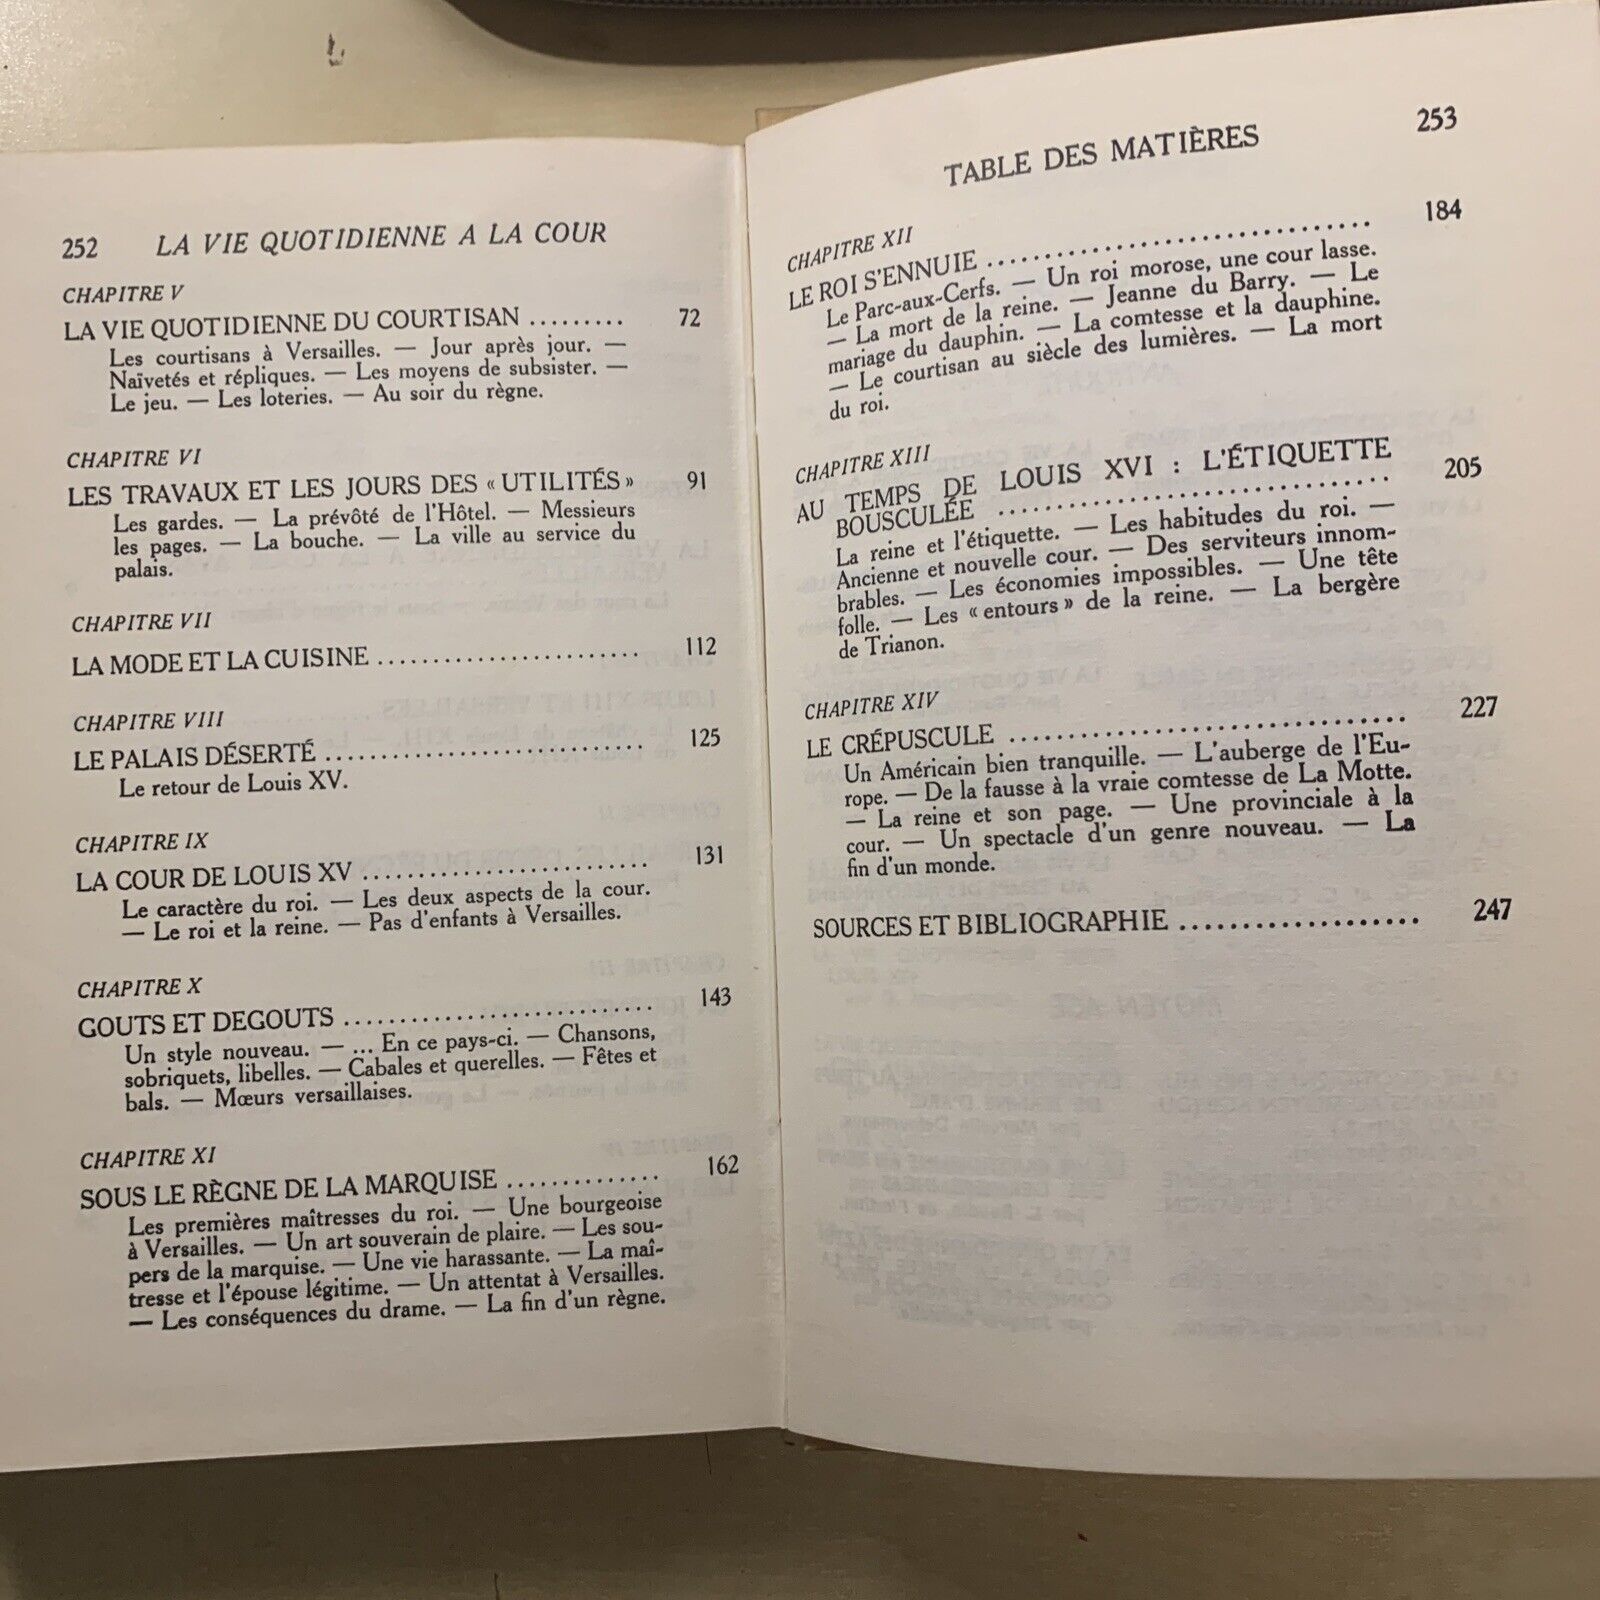 252 LA VIE QUOTIDIENNE A LA COUR
CHAPITRE V
LA VIE QUOTIDIENNE DU COURTISAN ......... 72
Les courtisans à Versailles. — Jour après jour. —
Naïvetés et répliques. — Les moyens de subsister. —
Le jeu. — Les loteries. — Au soir du règne.
CHAPITRE VI
LES TRAVAUX ET LES JOURS DES « UTILITÉS » 91
Les gardes. — La prévôté de l'Hôtel. — Messieurs
les pages. — La bouche. — La ville au service du
palais.
CHAPITRE VII
LA MODE ET LA CUISINE ........................ 112
CHAPITRE VIII
LE PALAIS DÉSERTÉ ............................. 125
Le retour de Louis XV.
CHAPITRE IX
LA COUR DE LOUIS XV .......................... 131
Le caractère du roi. — Les deux aspects de la cour.
— Le roi et la reine. — Pas d'enfants à Versailles.
CHAPITRE X
GOUTS ET DEGOUTS ............................ 143
Un style nouveau. — ... En ce pays-ci. — Chansons,
sobriquets, libelles. — Cabales et querelles. — Fêtes et
bals. — Mœurs versaillaises.
CHAPITRE XI
SOUS LE RÈGNE DE LA MARQUISE .............. 162
Les premières maîtresses du roi. — Une bourgeoise
à Versailles. — Un art souverain de plaire. — Les sou-
pers de la marquise. — Une vie harassante. — La maî-
tresse et l'épouse légitime. — Un attentat à Versailles.
— Les conséquences du drame. — La fin d'un règne.
TABLE DES MATIÈRES 253
CHAPITRE XII
LE ROI S'ENNUIE ................................. 184
Le Parc-aux-Cerfs. — Un roi morose, une cour lasse.
— La mort de la reine. — Jeanne du Barry. — Le
mariage du dauphin. — La comtesse et la dauphine.
— Le courtisan au siècle des lumières. — La mort
du roi.
CHAPITRE XIII
AU TEMPS DE LOUIS XVI : L'ÉTIQUETTE
BOUSCULÉE ................................. 205
La reine et l'étiquette. — Les habitudes du roi. —
Ancienne et nouvelle cour. — Des serviteurs innom-
brables. — Les économies impossibles. — Une tête
folle. — Les « entours » de la reine. — La bergère
de Trianon.
CHAPITRE XIV
LE CRÉPUSCULE ................................. 227
Un Américain bien tranquille. — L'auberge de l'Eu-
rope. — De la fausse à la vraie comtesse de La Motte.
— La reine et son page. — Une provinciale à la
cour. — Un spectacle d'un genre nouveau. — La
fin d'un monde.
SOURCES ET BIBLIOGRAPHIE .................... 247